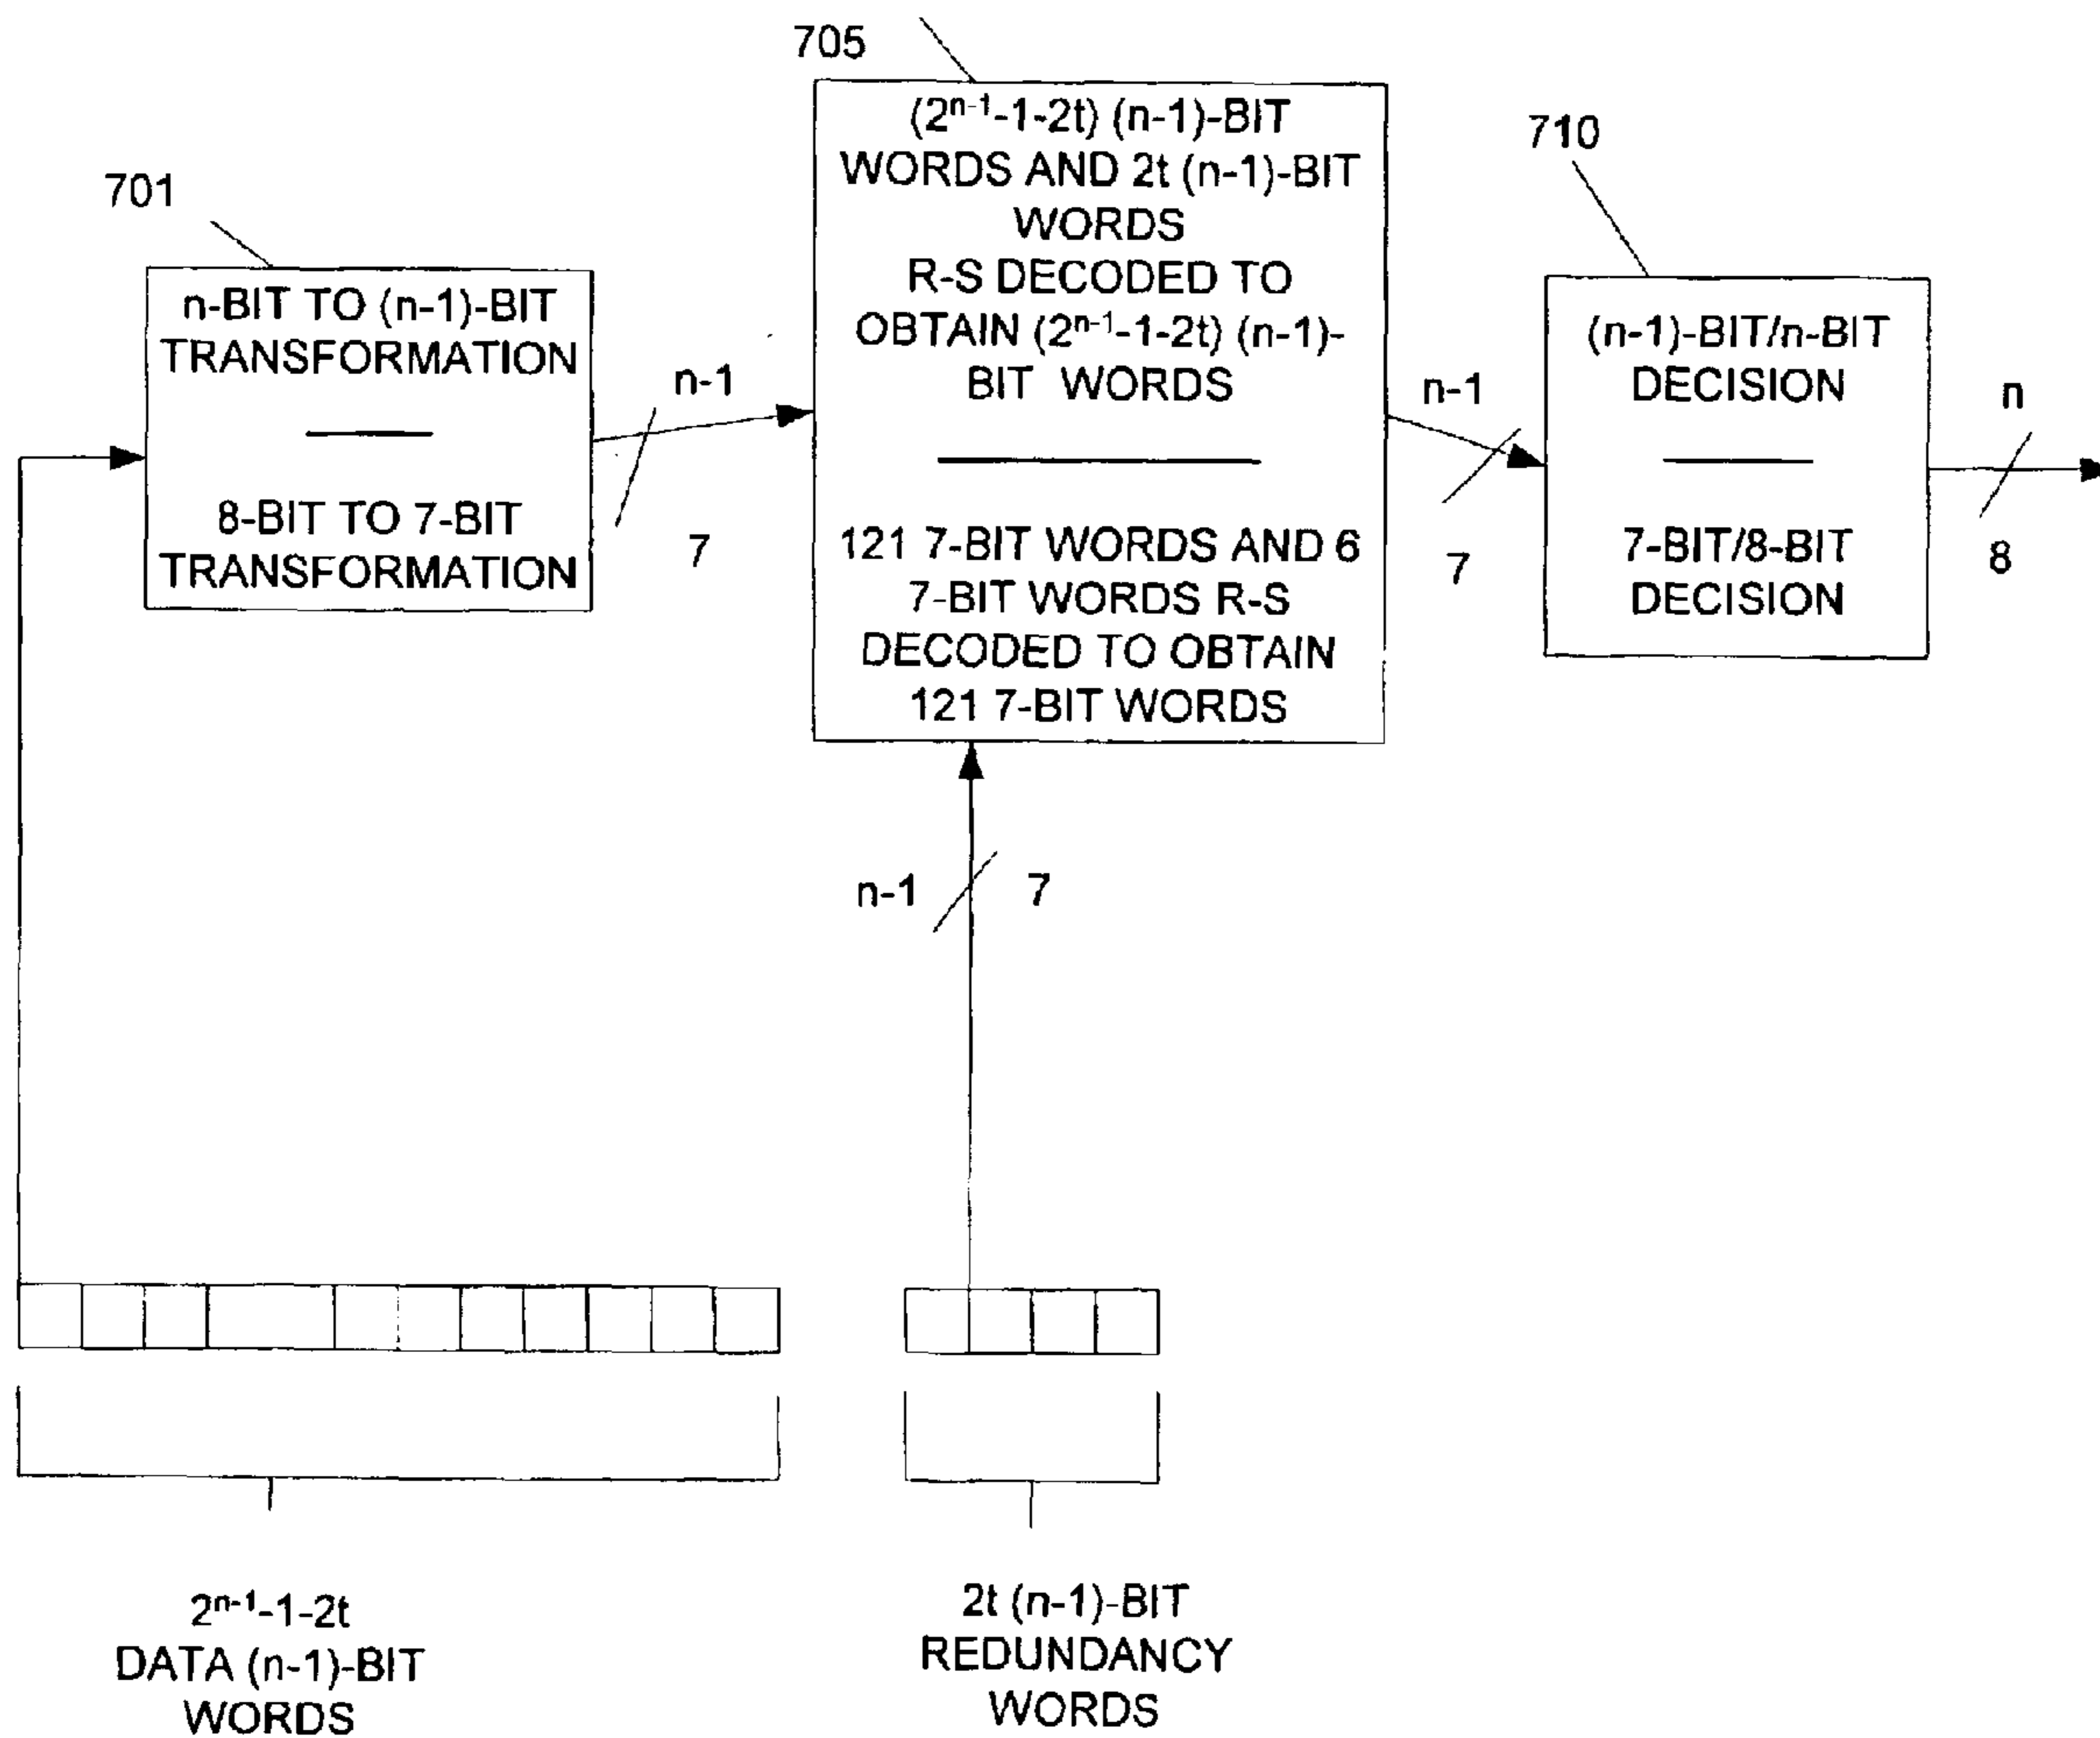 705
701
710
n-BIT TO (n-1)-BIT
TRANSFORMATION
8-BIT TO 7-BIT
TRANSFORMATION
n-1
7
(2ⁿ⁻¹-1-2t) (n-1)-BIT
WORDS AND 2t (n-1)-BIT
WORDS
R-S DECODED TO
OBTAIN (2ⁿ⁻¹-1-2t) (n-1)-
BIT WORDS
121 7-BIT WORDS AND 6
7-BIT WORDS R-S
DECODED TO OBTAIN
121 7-BIT WORDS
n-1
7
(n-1)-BIT/n-BIT
DECISION
7-BIT/8-BIT
DECISION
n
8
n-1
7
2ⁿ⁻¹-1-2t
DATA (n-1)-BIT
WORDS
2t (n-1)-BIT
REDUNDANCY
WORDS